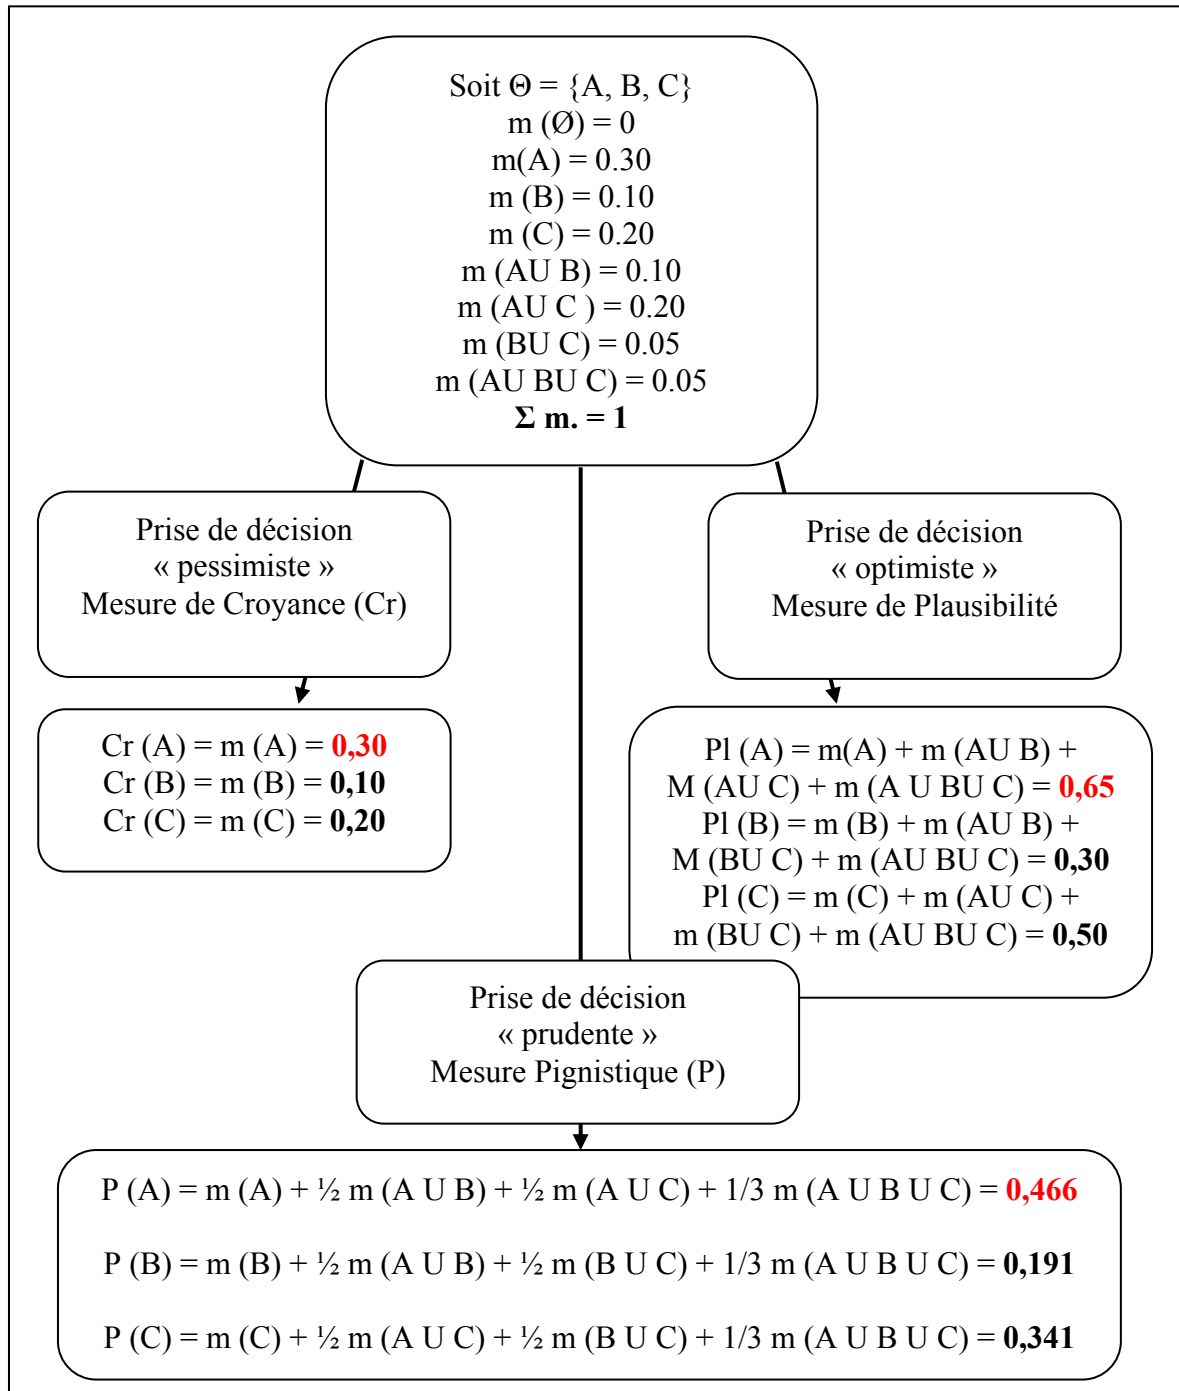 Soit Θ = {A, B, C}
m (Ø) = 0
m(A) = 0.30
m (B) = 0.10
m (C) = 0.20
m (AU B) = 0.10
m (AU C ) = 0.20
m (BU C) = 0.05
m (AU BU C) = 0.05
Σ m. = 1
Prise de décision
« pessimiste »
Mesure de Croyance (Cr)
Prise de décision
« optimiste »
Mesure de Plausibilité
Cr (A) = m (A) = 0,30
Cr (B) = m (B) = 0,10
Cr (C) = m (C) = 0,20
Pl (A) = m(A) + m (AU B) +
M (AU C) + m (A U BU C) = 0,65
Pl (B) = m (B) + m (AU B) +
M (BU C) + m (AU BU C) = 0,30
Pl (C) = m (C) + m (AU C) +
m (BU C) + m (AU BU C) = 0,50
Prise de décision
« prudente »
Mesure Pignistique (P)
P (A) = m (A) + ½ m (A U B) + ½ m (A U C) + 1/3 m (A U B U C) = 0,466
P (B) = m (B) + ½ m (A U B) + ½ m (B U C) + 1/3 m (A U B U C) = 0,191
P (C) = m (C) + ½ m (A U C) + ½ m (B U C) + 1/3 m (A U B U C) = 0,341